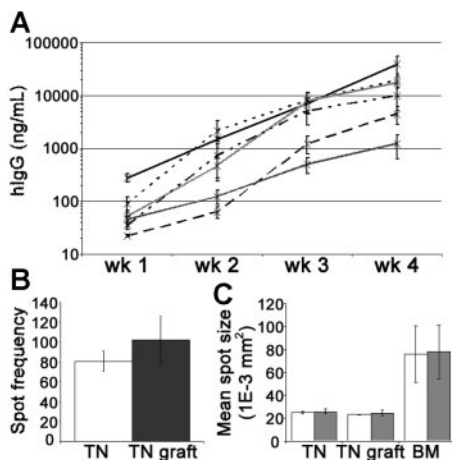 A
hIgG (ng/mL)
100000
10000
1000
100
10
wk 1 wk 2 wk 3 wk 4
B
Spot frequency
140
120
100
80
60
40
20
0
TN TN graft
C
Mean spot size
(1E-3 mm²)
120
100
80
60
40
20
0
TN TN graft BM